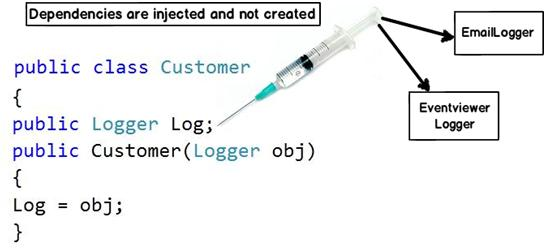 Dependencies are injected and not created
EmailLogger
Eventviewer
Logger
public class Customer
{
public Logger Log;
public Customer(Logger obj)
{
Log = obj;
}